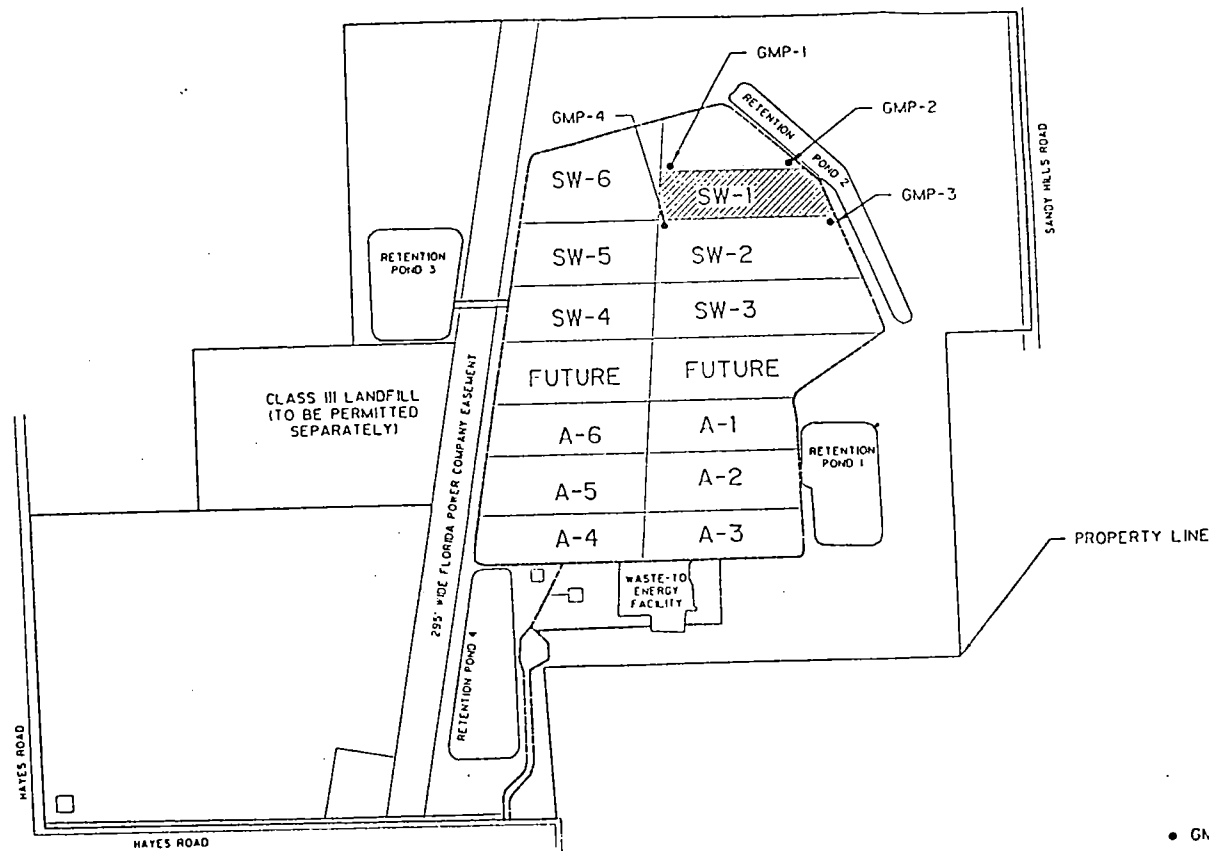 GMP-1
GMP-4
RETENTION
POND 2
GMP-2
SANDY HILLS ROAD
SW-6
SW-1
GMP-3
RETENTION
POND 3
SW-5
SW-2
SW-4
SW-3
CLASS III LANDFILL
(TO BE PERMITTED
SEPARATELY)
295' WIDE FLORIDA POWER COMPANY EASEMENT
FUTURE
FUTURE
A-6
A-1
RETENTION
POND 1
A-5
A-2
A-4
A-3
PROPERTY LINE
WASTE-TO
ENERGY
FACILITY
RETENTION POND 4
HAYES ROAD
HAYES ROAD